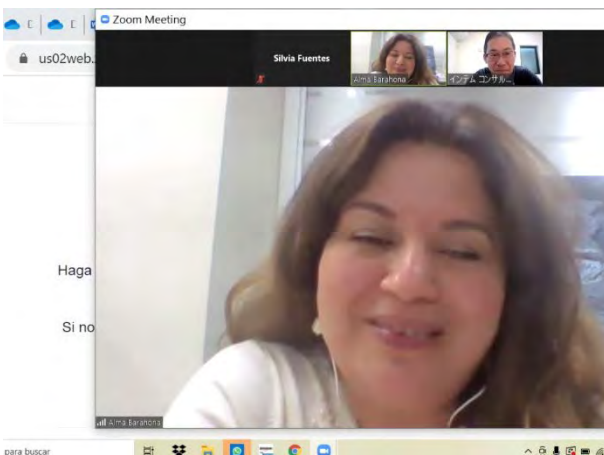 Zoom Meeting
us02web.
Silvia Fuentes
Alma Barahona
インテム コンサル...
Haga
Si no
Alma Barahona
para buscar